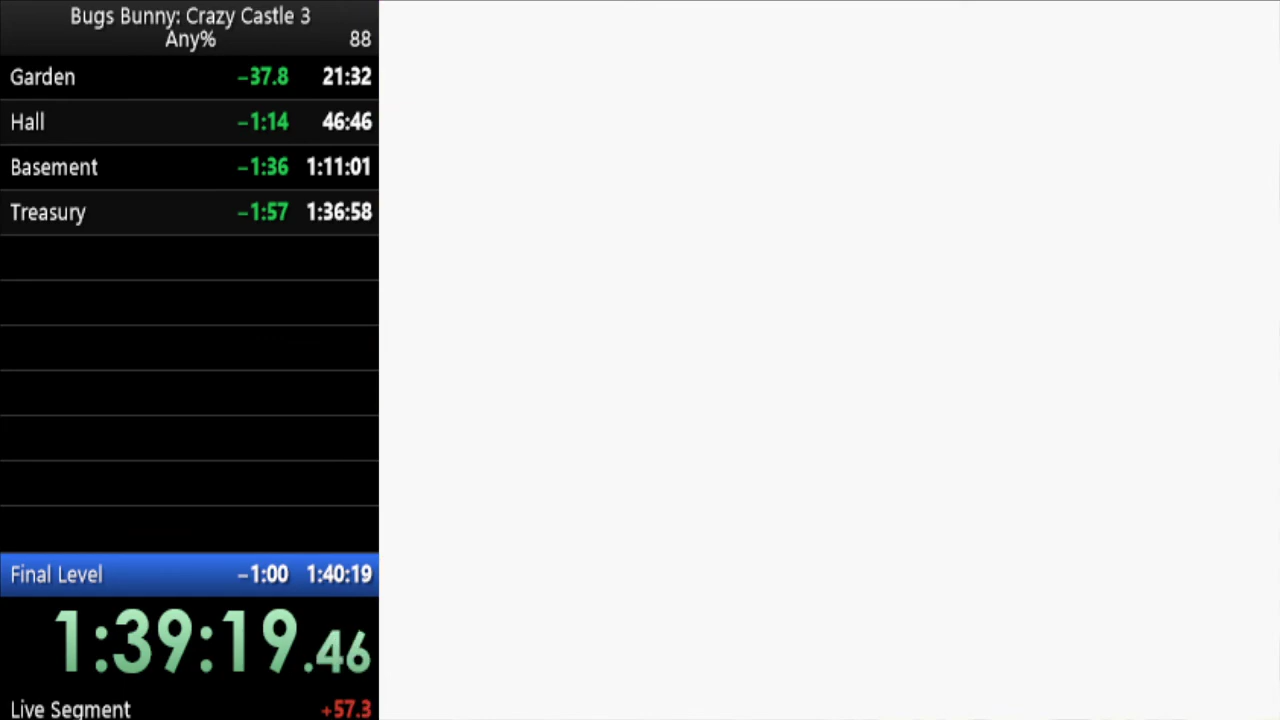 Bugs Bunny: Crazy Castle 3
Any% 88
Garden −37.8 21:32
Hall −1:14 46:46
Basement −1:36 1:11:01
Treasury −1:57 1:36:58
Final Level −1:00 1:40:19
1:39:19.46
Live Segment +57.3